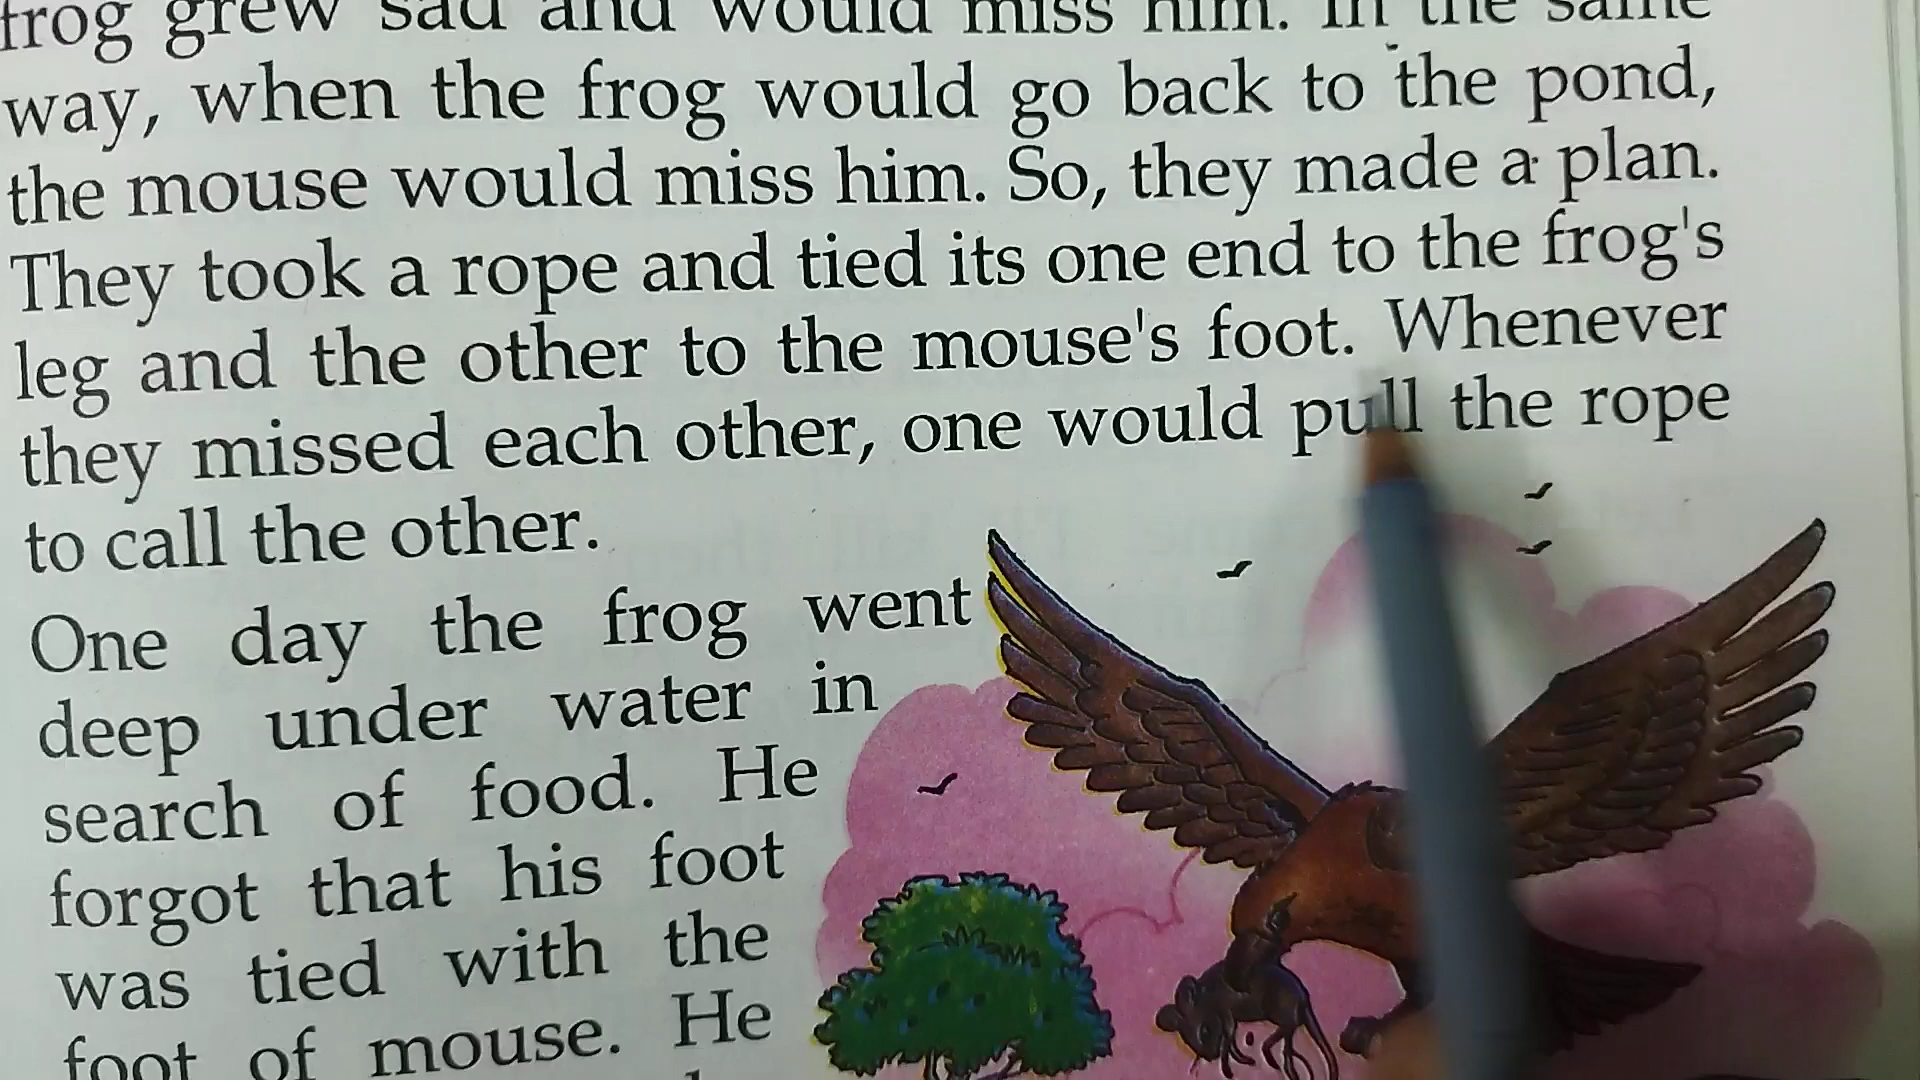 frog grew sad and would miss him. In the same
way, when the frog would go back to the pond,
the mouse would miss him. So, they made a plan.
They took a rope and tied its one end to the frog's
leg and the other to the mouse's foot. Whenever
they missed each other, one would pull the rope
to call the other.
One day the frog went
deep under water in
search of food. He
forgot that his foot
was tied with the
foot of mouse. He